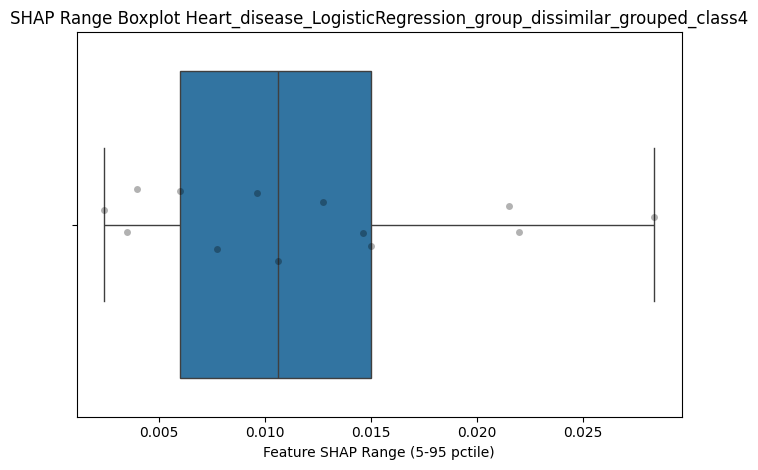 SHAP Range Boxplot Heart_disease_LogisticRegression_group_dissimilar_grouped_class4
0.005 0.010 0.015 0.020 0.025
Feature SHAP Range (5-95 pctile)